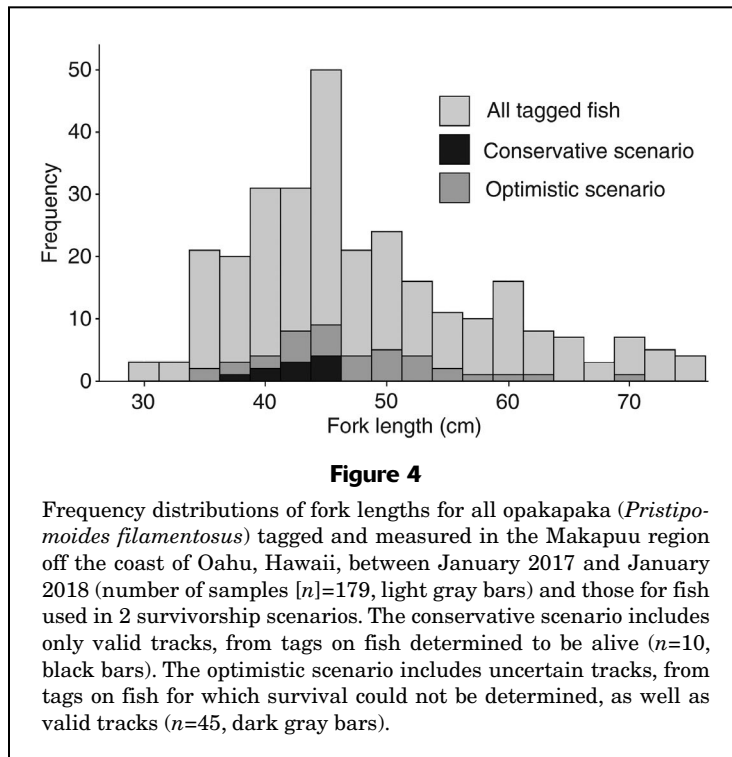 50
40
30
20
10
0
Frequency
All tagged fish
Conservative scenario
Optimistic scenario
30 40 50 60 70
Fork length (cm)
Figure 4
Frequency distributions of fork lengths for all opakapaka (Pristipo-
moides filamentosus) tagged and measured in the Makapuu region
off the coast of Oahu, Hawaii, between January 2017 and January
2018 (number of samples [n]=179, light gray bars) and those for fish
used in 2 survivorship scenarios. The conservative scenario includes
only valid tracks, from tags on fish determined to be alive (n=10,
black bars). The optimistic scenario includes uncertain tracks, from
tags on fish for which survival could not be determined, as well as
valid tracks (n=45, dark gray bars).